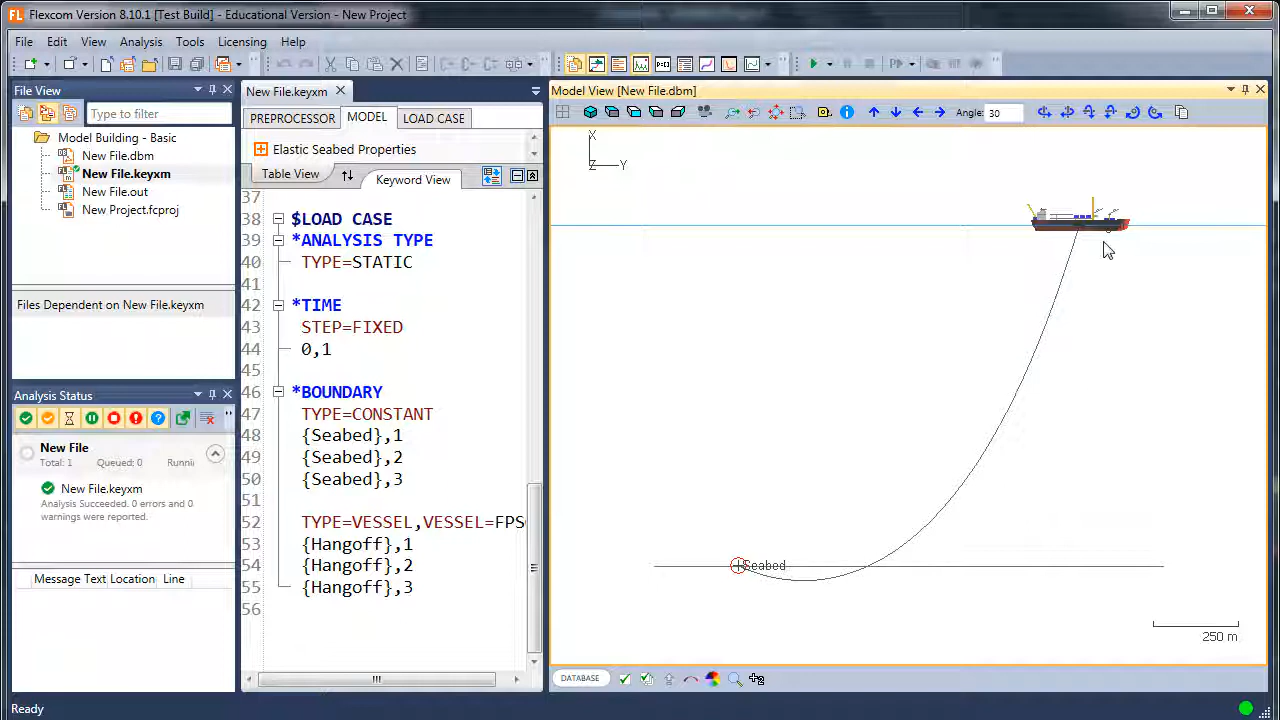 Flexcom Version 8.10.1 [Test Build] - Educational Version - New Project
File Edit View Analysis Tools Licensing Help
File View
Type to filter
Model Building - Basic
New File.dbm
New File.keyxm
New File.out
New Project.fcproj
Files Dependent on New File.keyxm
Analysis Status
New File
Total: 1 Queued: 0 Runni
New File.keyxm
Analysis Succeeded. 0 errors and 0
warnings were reported.
Message Text Location Line
New File.keyxm
PREPROCESSOR MODEL LOAD CASE
Elastic Seabed Properties
Table View Keyword View
37
38 $LOAD CASE
39 *ANALYSIS TYPE
40 TYPE=STATIC
41
42 *TIME
43 STEP=FIXED
44 0,1
45
46 *BOUNDARY
47 TYPE=CONSTANT
48 {Seabed},1
49 {Seabed},2
50 {Seabed},3
51
52 TYPE=VESSEL,VESSEL=FPS
53 {Hangoff},1
54 {Hangoff},2
55 {Hangoff},3
56
Model View [New File.dbm]
Angle: 30
X
Z Y
Seabed
250 m
DATABASE
Ready